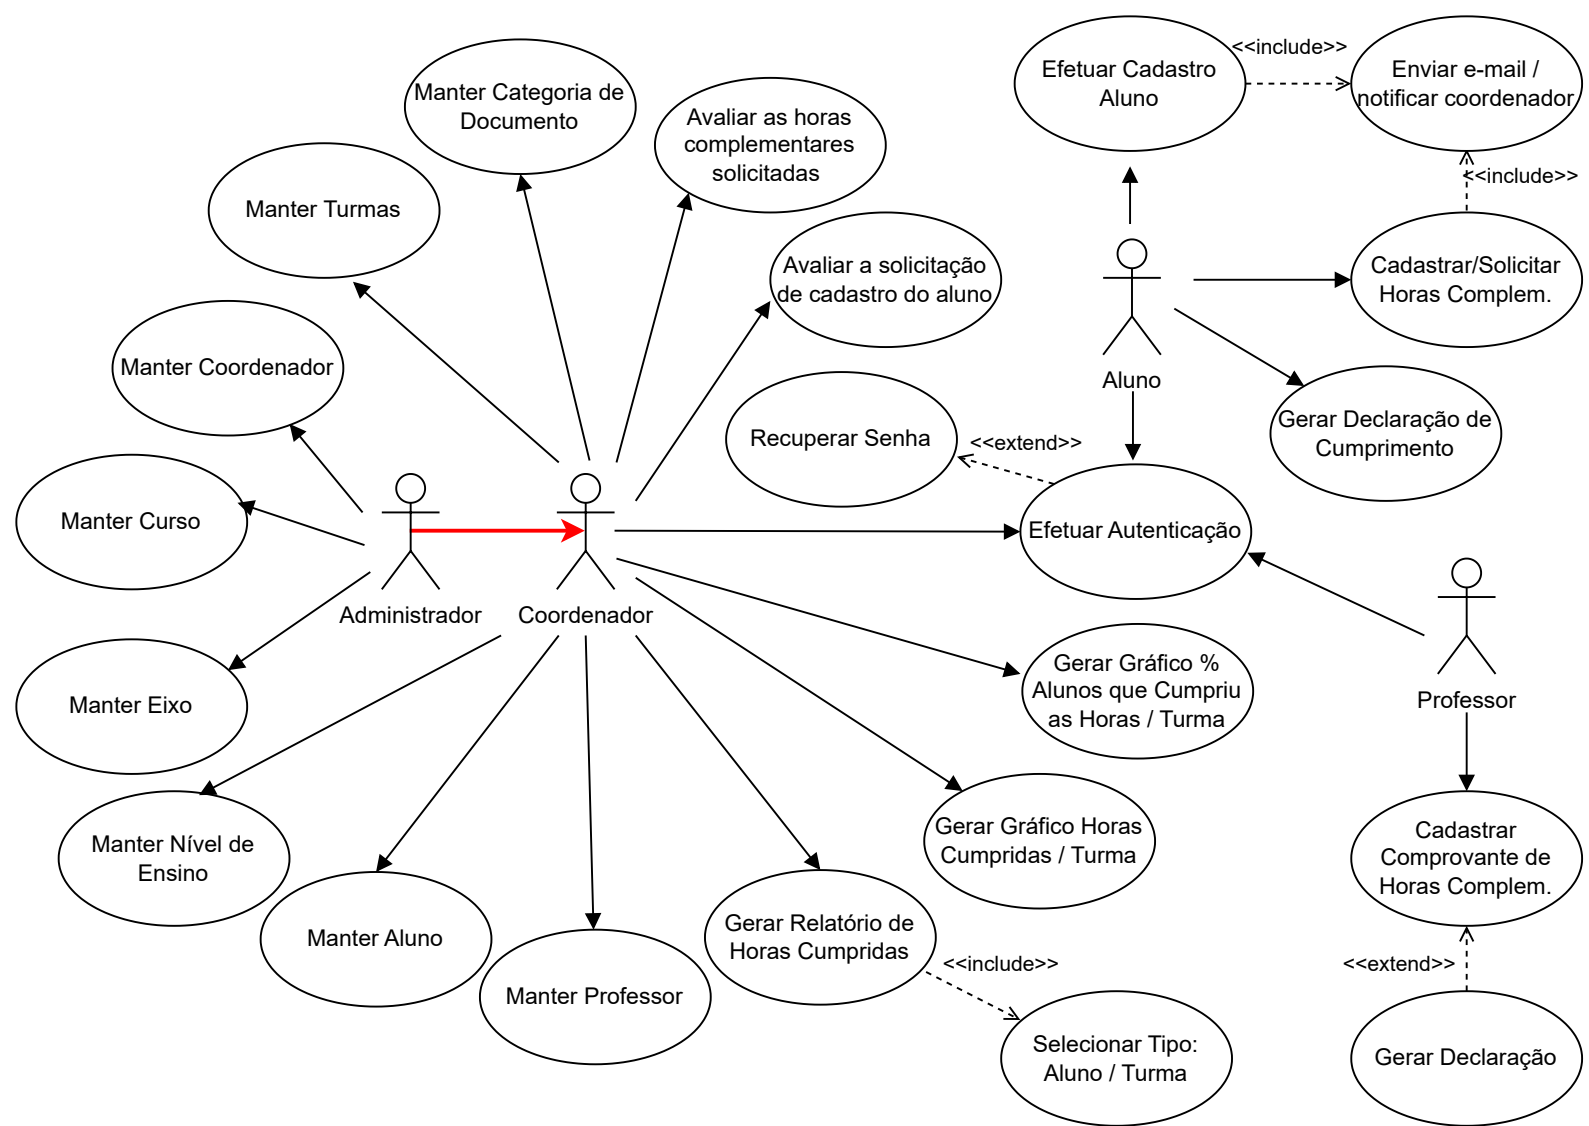 Efetuar Cadastro
Aluno
<<include>>
Enviar e-mail /
notificar coordenador
<<include>>
Manter Categoria de
Documento
Avaliar as horas
complementares
solicitadas
Manter Turmas
Avaliar a solicitação
de cadastro do aluno
Cadastrar/Solicitar
Horas Complem.
Manter Coordenador
Aluno
Recuperar Senha
<<extend>>
Gerar Declaração de
Cumprimento
Manter Curso
Efetuar Autenticação
Administrador
Coordenador
Manter Eixo
Gerar Gráfico %
Alunos que Cumpriu
as Horas / Turma
Professor
Manter Nível de
Ensino
Gerar Gráfico Horas
Cumpridas / Turma
Cadastrar
Comprovante de
Horas Complem.
Manter Aluno
Manter Professor
Gerar Relatório de
Horas Cumpridas
<<include>>
<<extend>>
Selecionar Tipo:
Aluno / Turma
Gerar Declaração